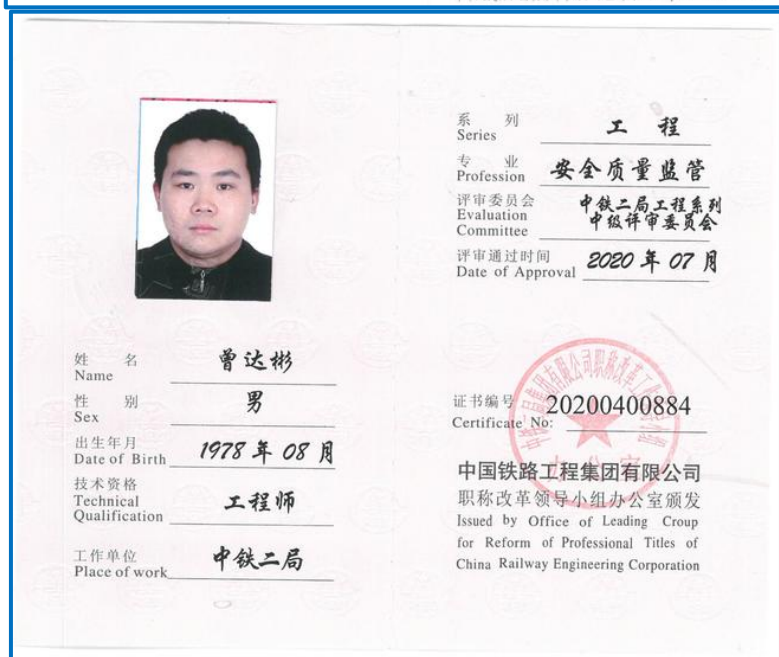 系 列 工 程
Series
专 业 安全质量监管
Profession
评审委员会 中铁二局工程系列
Evaluation 中级评审委员会
Committee
评审通过时间 2020 年 07 月
Date of Approval
姓 名 曾达彬
Name
性 别 男
Sex
出生年月 1978 年 08 月
Date of Birth
技术资格
Technical 工程师
Qualification
工作单位 中铁二局
Place of work
证书编号 20200400884
Certificate No:
中国铁路工程集团有限公司
职称改革领导小组办公室颁发
Issued by Office of Leading Croup
for Reform of Professional Titles of
China Railway Engineering Corporation